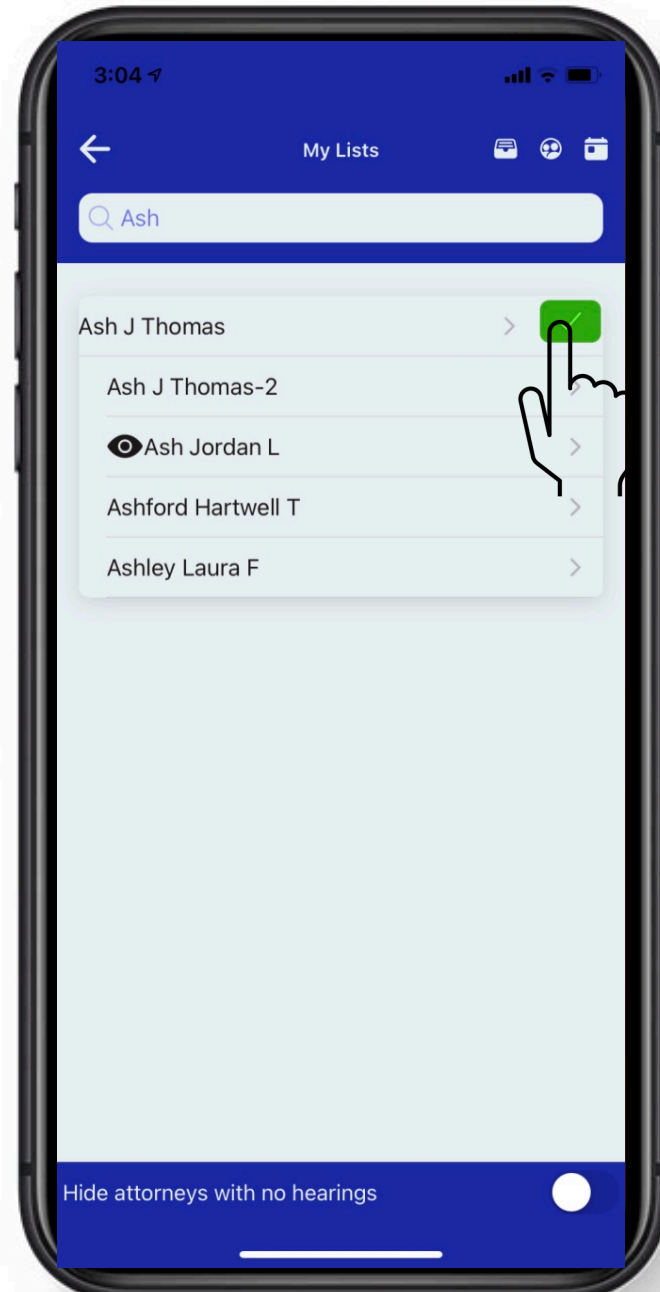 3:04
My Lists
Ash
Ash J Thomas
Ash J Thomas-2
Ash Jordan L
Ashford Hartwell T
Ashley Laura F
Hide attorneys with no hearings